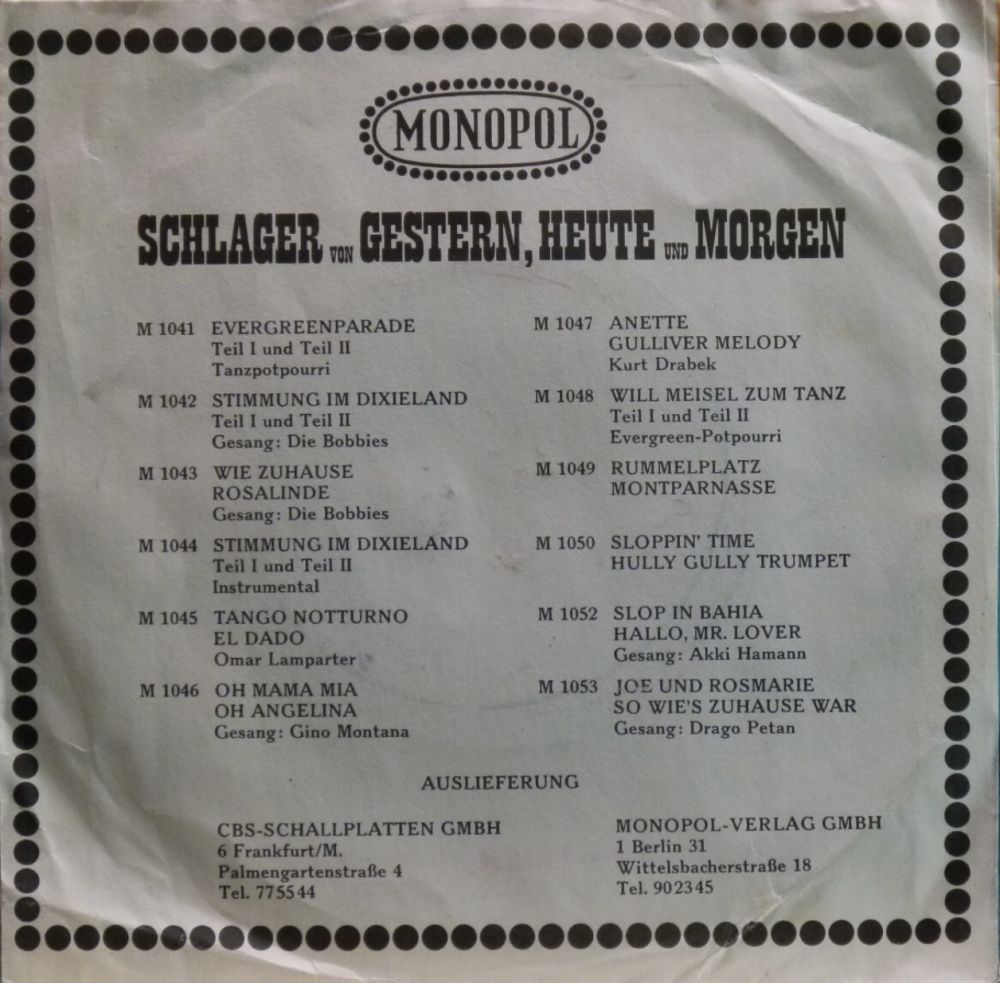 MONOPOL
SCHLAGER VON GESTERN, HEUTE UND MORGEN
M 1041 EVERGREENPARADE
Teil I und Teil II
Tanzpotpourri
M 1042 STIMMUNG IM DIXIELAND
Teil I und Teil II
Gesang: Die Bobbies
M 1043 WIE ZUHAUSE
ROSALINDE
Gesang: Die Bobbies
M 1044 STIMMUNG IM DIXIELAND
Teil I und Teil II
Instrumental
M 1045 TANGO NOTTURNO
EL DADO
Omar Lamparter
M 1046 OH MAMA MIA
OH ANGELINA
Gesang: Gino Montana
M 1047 ANETTE
GULLIVER MELODY
Kurt Drabek
M 1048 WILL MEISEL ZUM TANZ
Teil I und Teil II
Evergreen-Potpourri
M 1049 RUMMELPLATZ
MONTPARNASSE
M 1050 SLOPPIN' TIME
HULLY GULLY TRUMPET
M 1052 SLOP IN BAHIA
HALLO, MR. LOVER
Gesang: Akki Hamann
M 1053 JOE UND ROSMARIE
SO WIE'S ZUHAUSE WAR
Gesang: Drago Petan
AUSLIEFERUNG
CBS-SCHALLPLATTEN GMBH
6 Frankfurt/M.
Palmengartenstraße 4
Tel. 775544
MONOPOL-VERLAG GMBH
1 Berlin 31
Wittelsbacherstraße 18
Tel. 902345